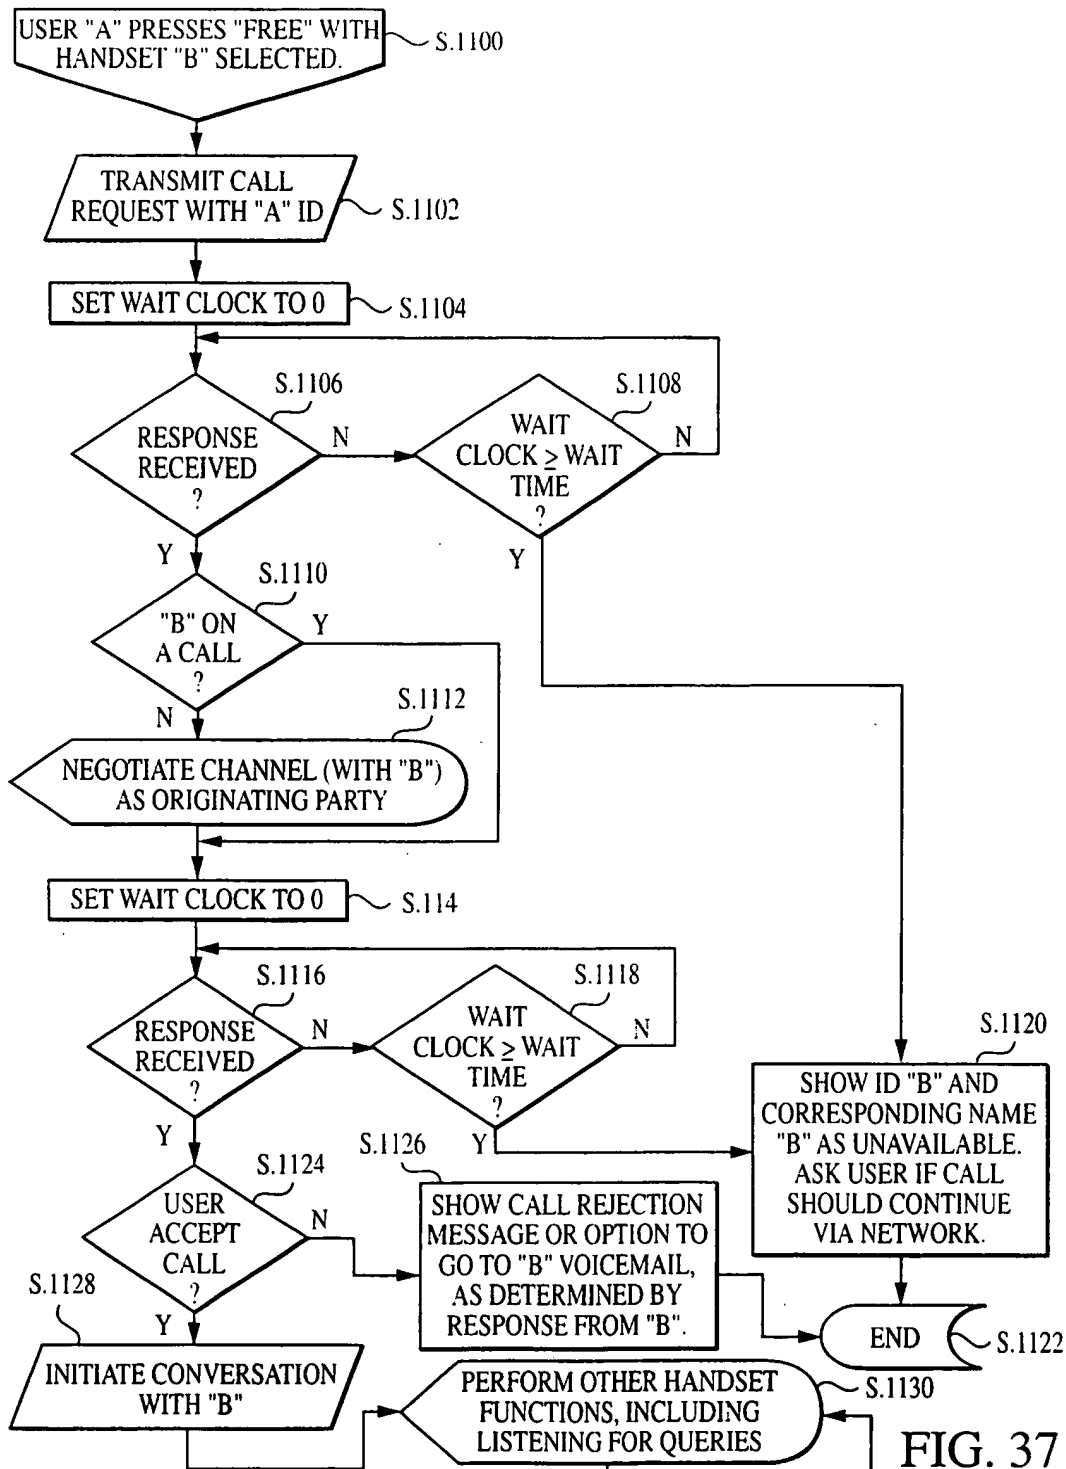 USER "A" PRESSES "FREE" WITH
HANDSET "B" SELECTED.
S.1100
TRANSMIT CALL
REQUEST WITH "A" ID
S.1102
SET WAIT CLOCK TO 0
S.1104
S.1106
RESPONSE
RECEIVED
?
N
Y
S.1108
WAIT
CLOCK ≥ WAIT
TIME
?
N
Y
S.1110
"B" ON
A CALL
?
Y
N
S.1112
NEGOTIATE CHANNEL (WITH "B")
AS ORIGINATING PARTY
SET WAIT CLOCK TO 0
S.114
S.1116
RESPONSE
RECEIVED
?
N
Y
S.1118
WAIT
CLOCK ≥ WAIT
TIME
?
N
Y
S.1120
SHOW ID "B" AND
CORRESPONDING NAME
"B" AS UNAVAILABLE.
ASK USER IF CALL
SHOULD CONTINUE
VIA NETWORK.
S.1124
USER
ACCEPT
CALL
?
N
Y
S.1126
SHOW CALL REJECTION
MESSAGE OR OPTION TO
GO TO "B" VOICEMAIL,
AS DETERMINED BY
RESPONSE FROM "B".
END
S.1122
S.1128
INITIATE CONVERSATION
WITH "B"
PERFORM OTHER HANDSET
FUNCTIONS, INCLUDING
LISTENING FOR QUERIES
S.1130
FIG. 37